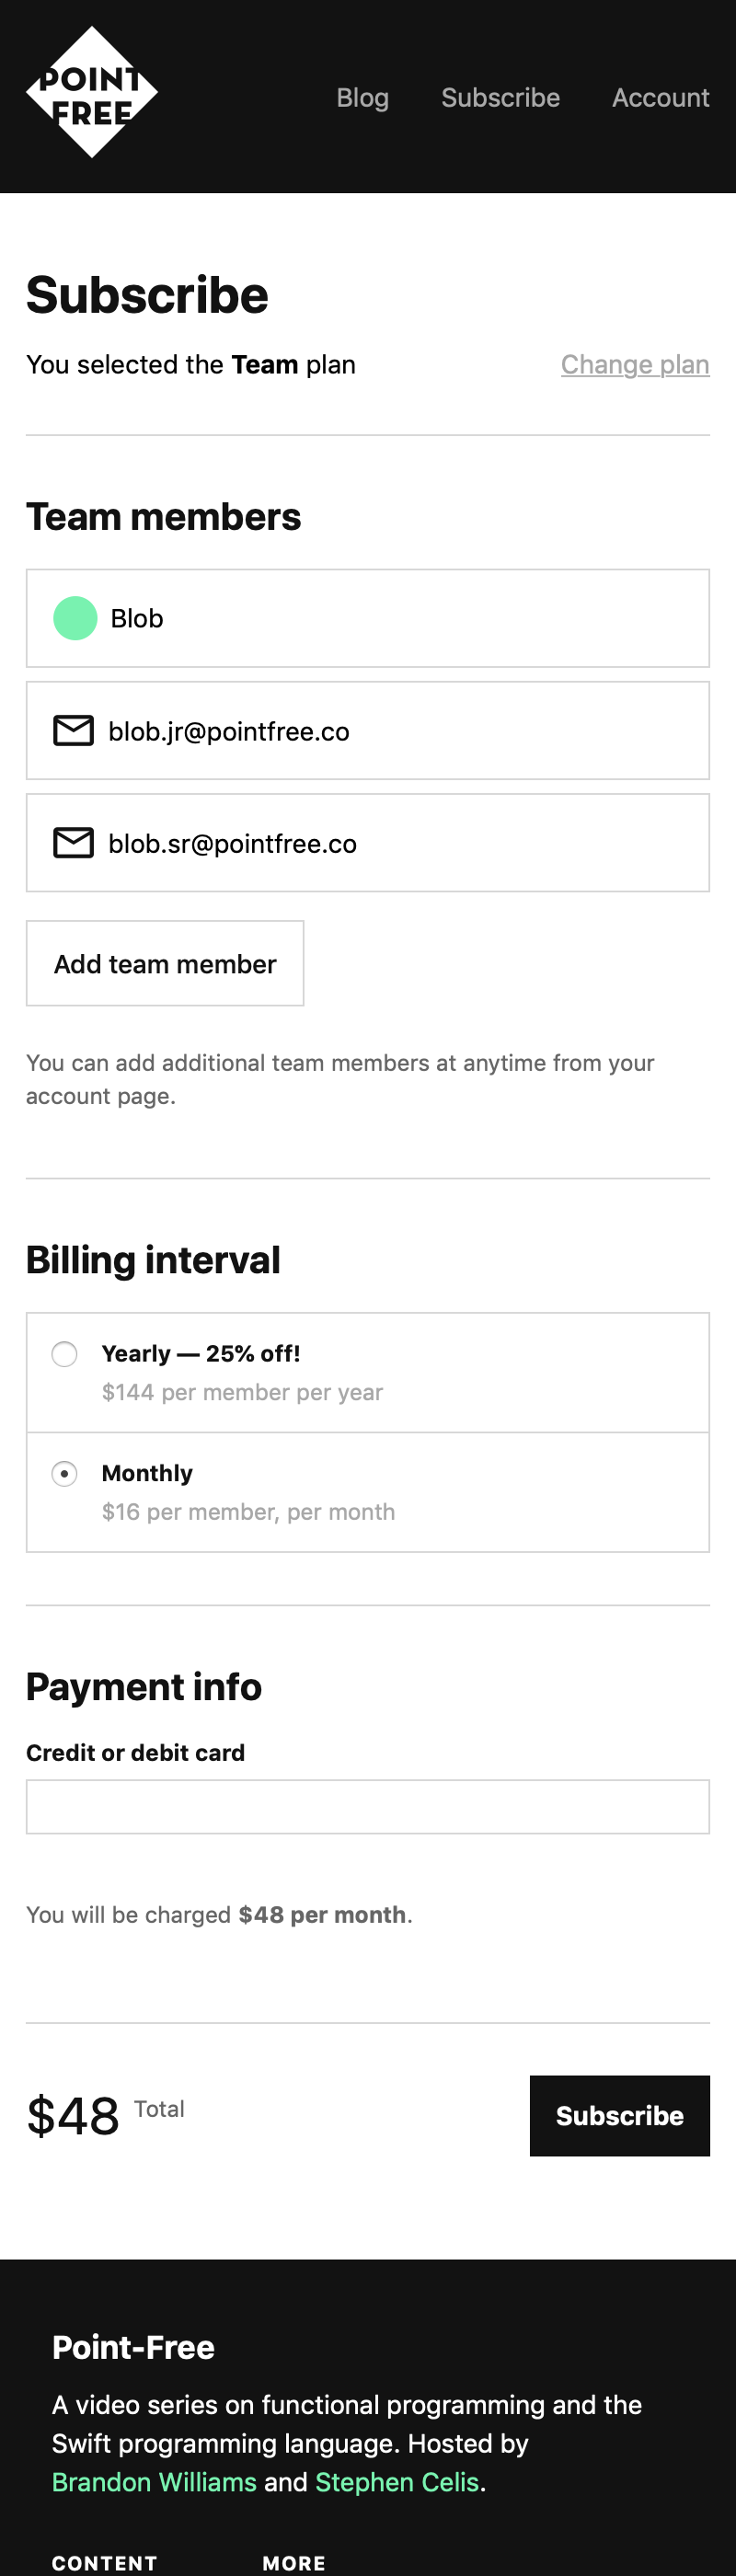 POINT
FREE
Blog Subscribe Account
Subscribe
You selected the Team plan Change plan
Team members
Blob
blob.jr@pointfree.co
blob.sr@pointfree.co
Add team member
You can add additional team members at anytime from your
account page.
Billing interval
Yearly — 25% off!
$144 per member per year
Monthly
$16 per member, per month
Payment info
Credit or debit card
You will be charged $48 per month.
$48 Total Subscribe
Point-Free
A video series on functional programming and the
Swift programming language. Hosted by
Brandon Williams and Stephen Celis.
CONTENT MORE